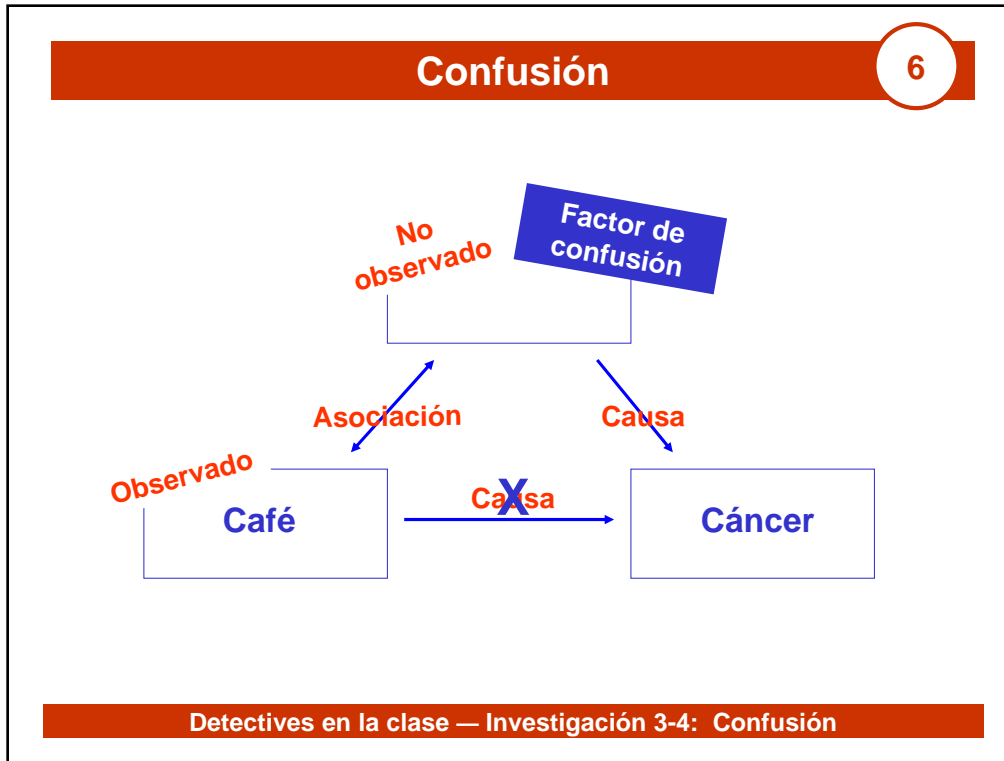 Confusión
6
No
observado
Factor de
confusión
Asociación
Causa
Observado
Causa
X
Café
Cáncer
Detectives en la clase — Investigación 3-4: Confusión